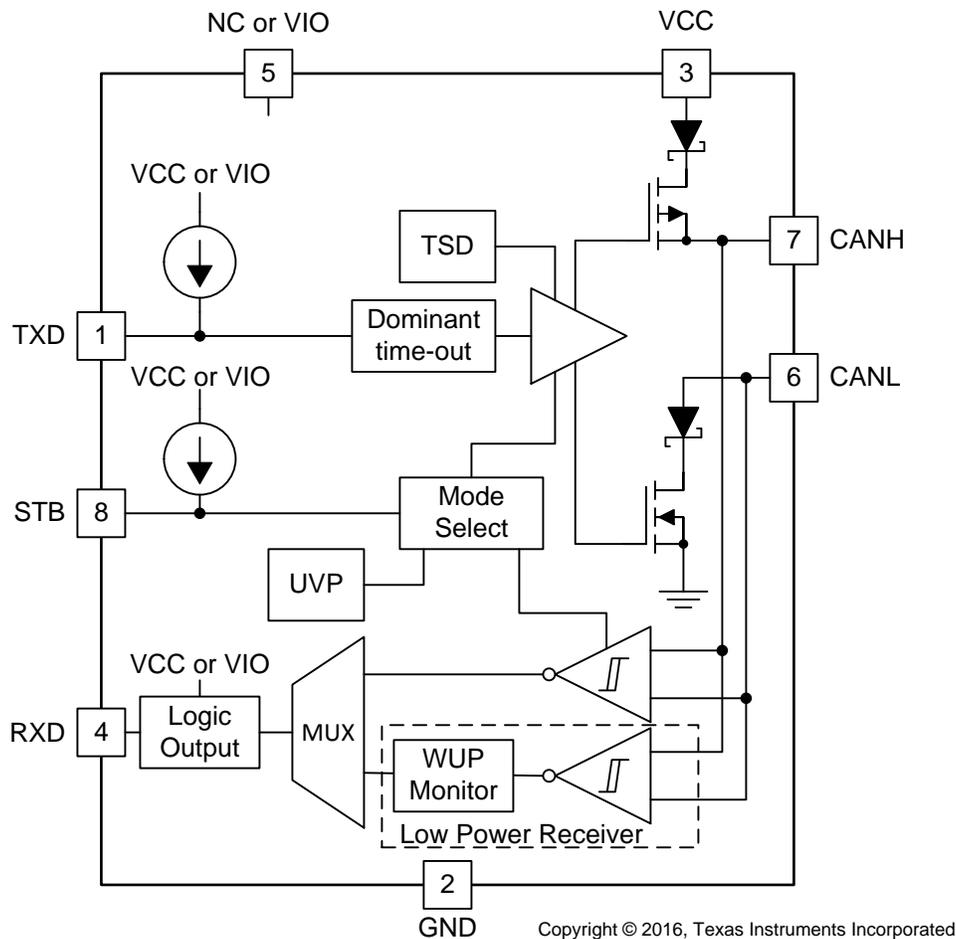 NC or VIO
VCC
5
3
VCC or VIO
TSD
7
CANH
TXD
1
Dominant
time-out
VCC or VIO
6
CANL
STB
8
Mode
Select
UVP
VCC or VIO
RXD
4
Logic
Output
MUX
WUP
Monitor
Low Power Receiver
2
GND
Copyright © 2016, Texas Instruments Incorporated